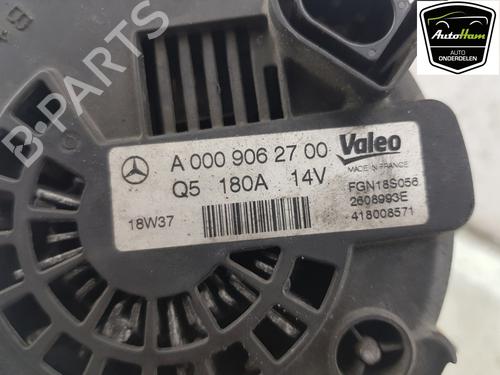 AutoHam
AUTO
ONDERDELEN
A 000 906 27 00
Valeo
MADE IN FRANCE
Q5 180A 14V
FGN18S056
2608993E
418008571
18W37
B-PARTS